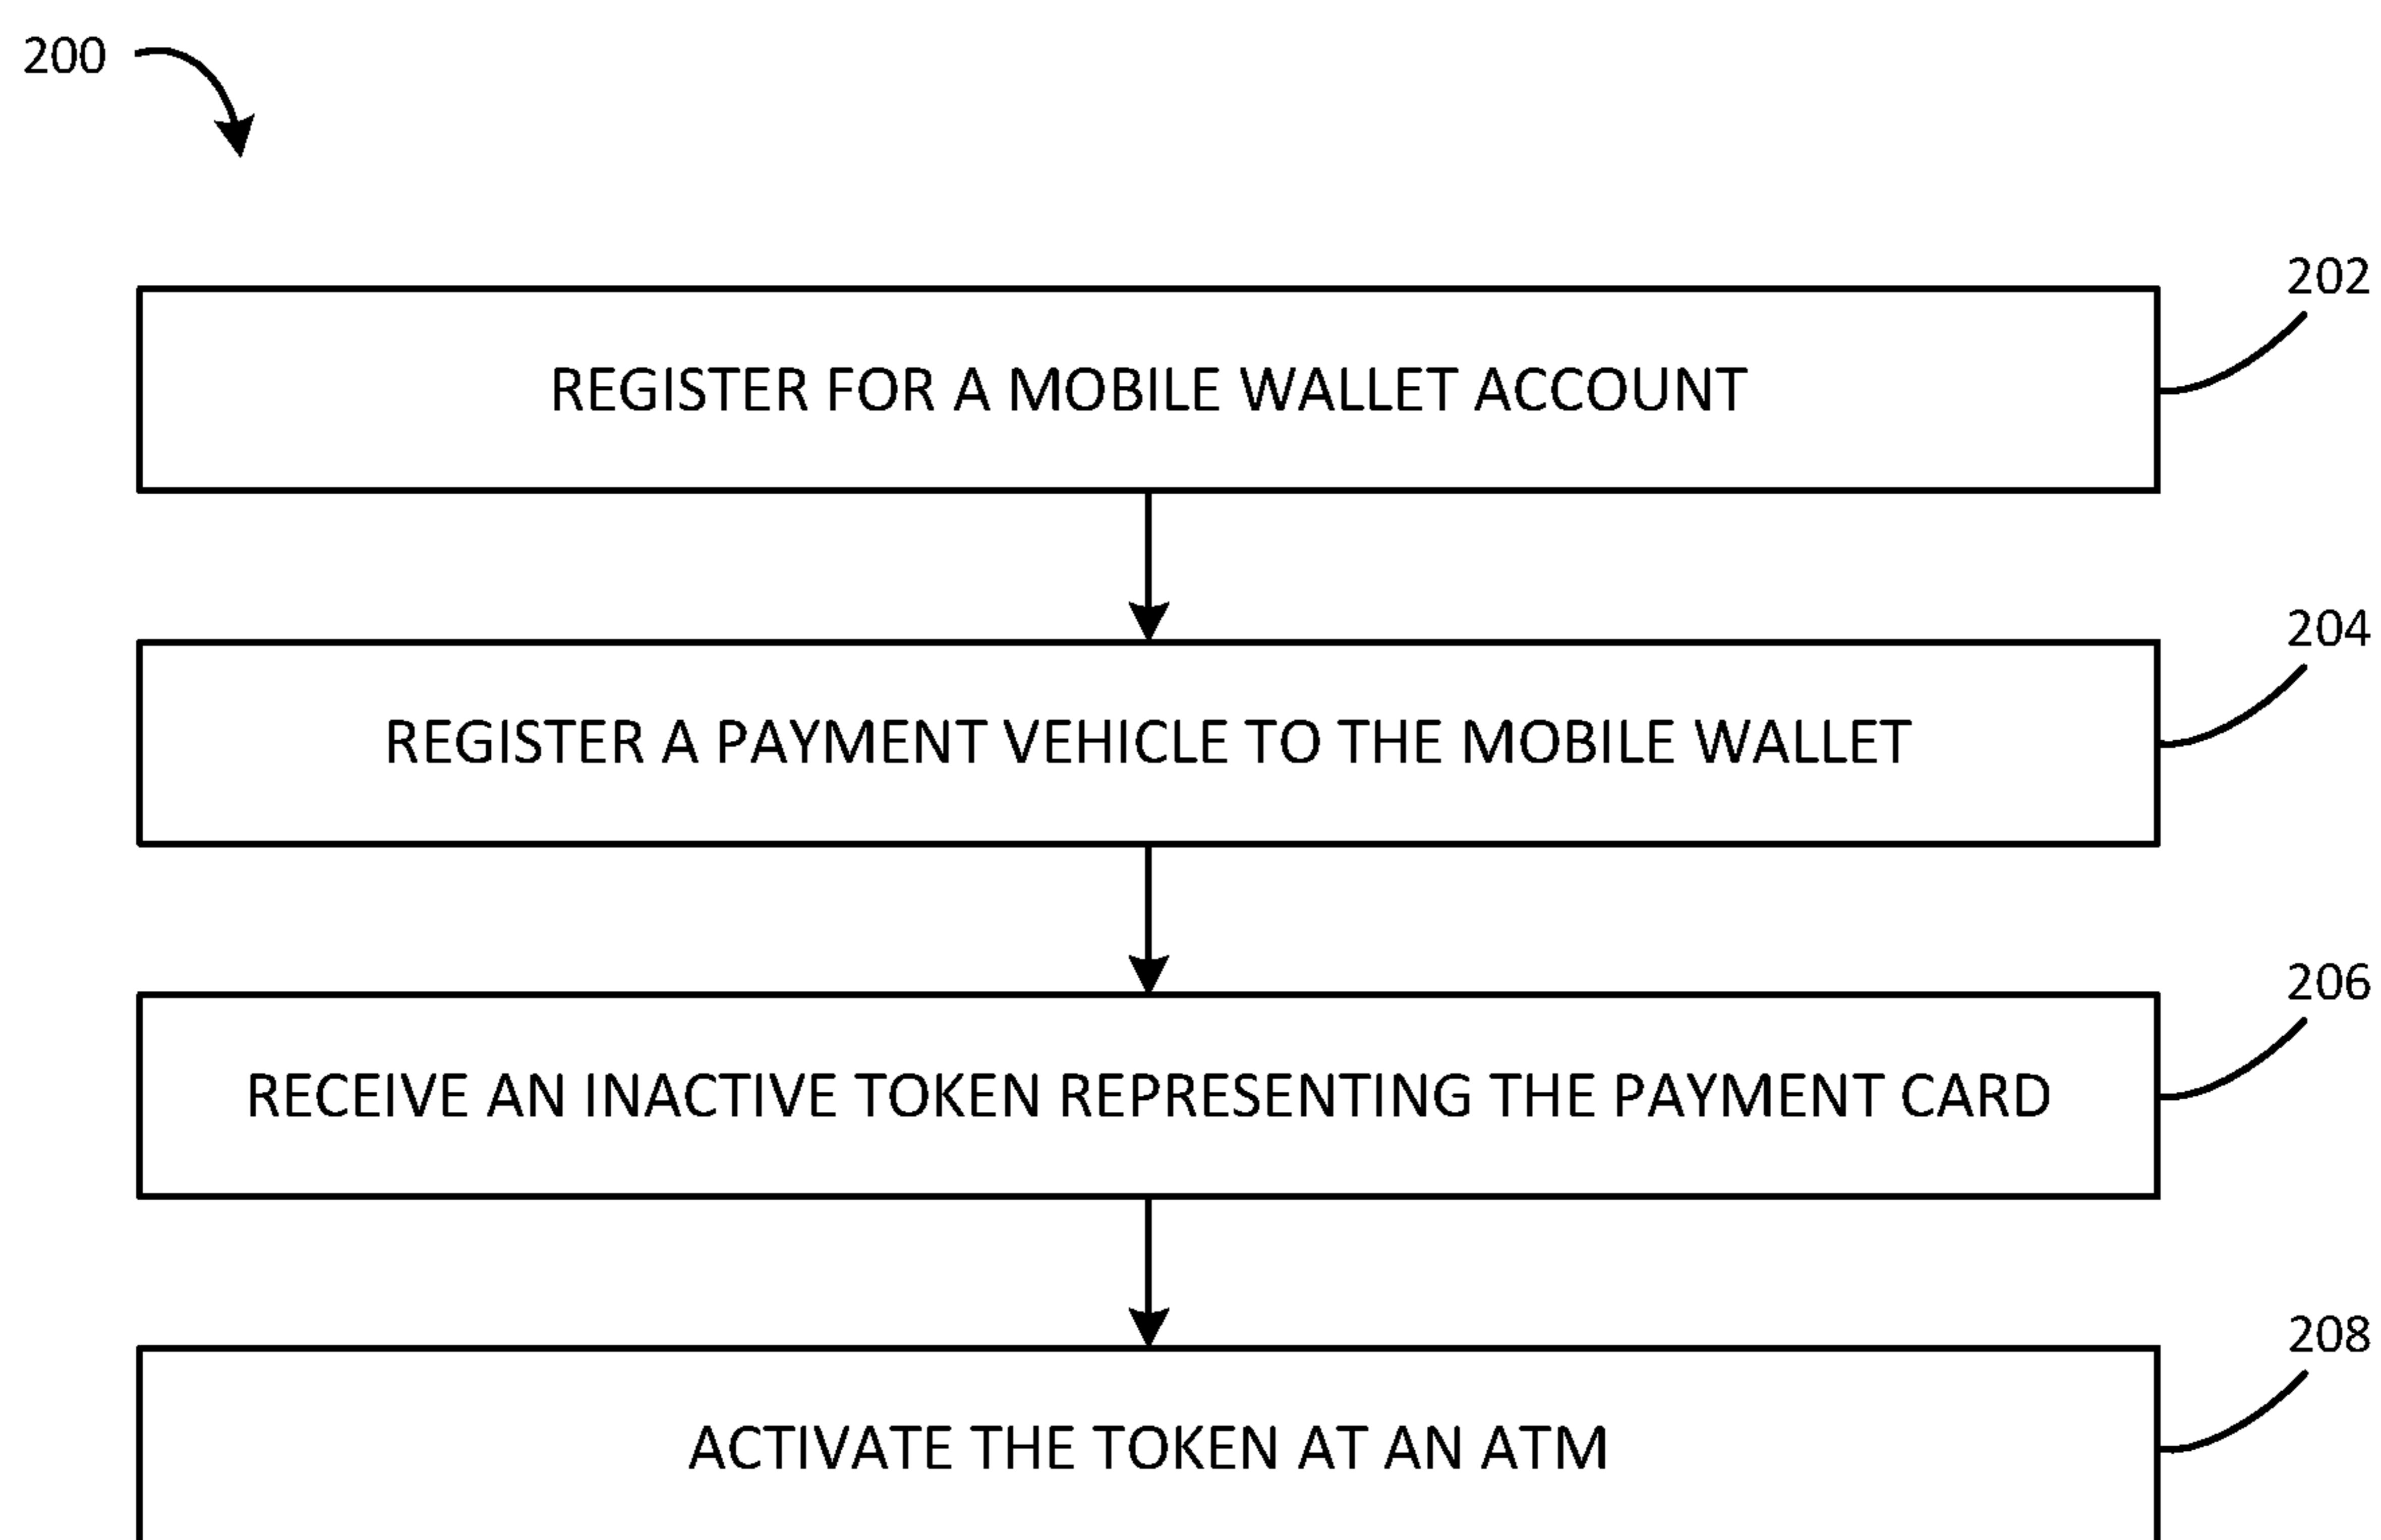 200
202
REGISTER FOR A MOBILE WALLET ACCOUNT
204
REGISTER A PAYMENT VEHICLE TO THE MOBILE WALLET
206
RECEIVE AN INACTIVE TOKEN REPRESENTING THE PAYMENT CARD
208
ACTIVATE THE TOKEN AT AN ATM